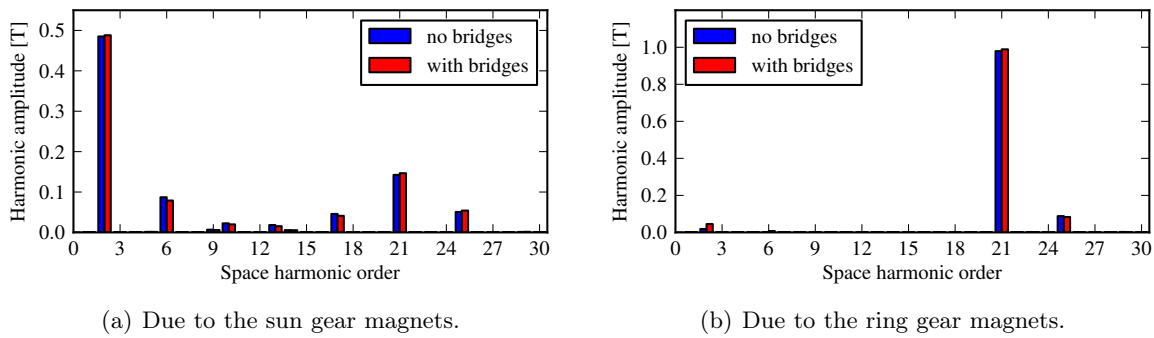 Harmonic amplitude [T]
0.5
0.4
0.3
0.2
0.1
0.0
no bridges
with bridges
0 3 6 9 12 15 18 21 24 27 30
Space harmonic order
(a) Due to the sun gear magnets.
Harmonic amplitude [T]
1.0
0.8
0.6
0.4
0.2
0.0
no bridges
with bridges
0 3 6 9 12 15 18 21 24 27 30
Space harmonic order
(b) Due to the ring gear magnets.